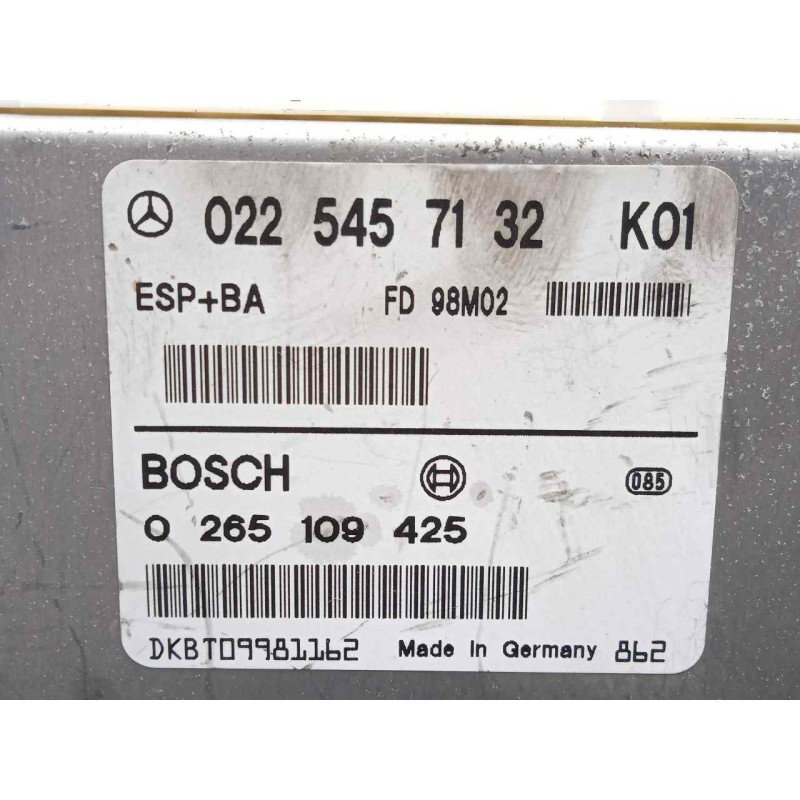 022 545 71 32 K01
ESP+BA FD 98M02
BOSCH 085
0 265 109 425
DKBT09981162 Made in Germany 862